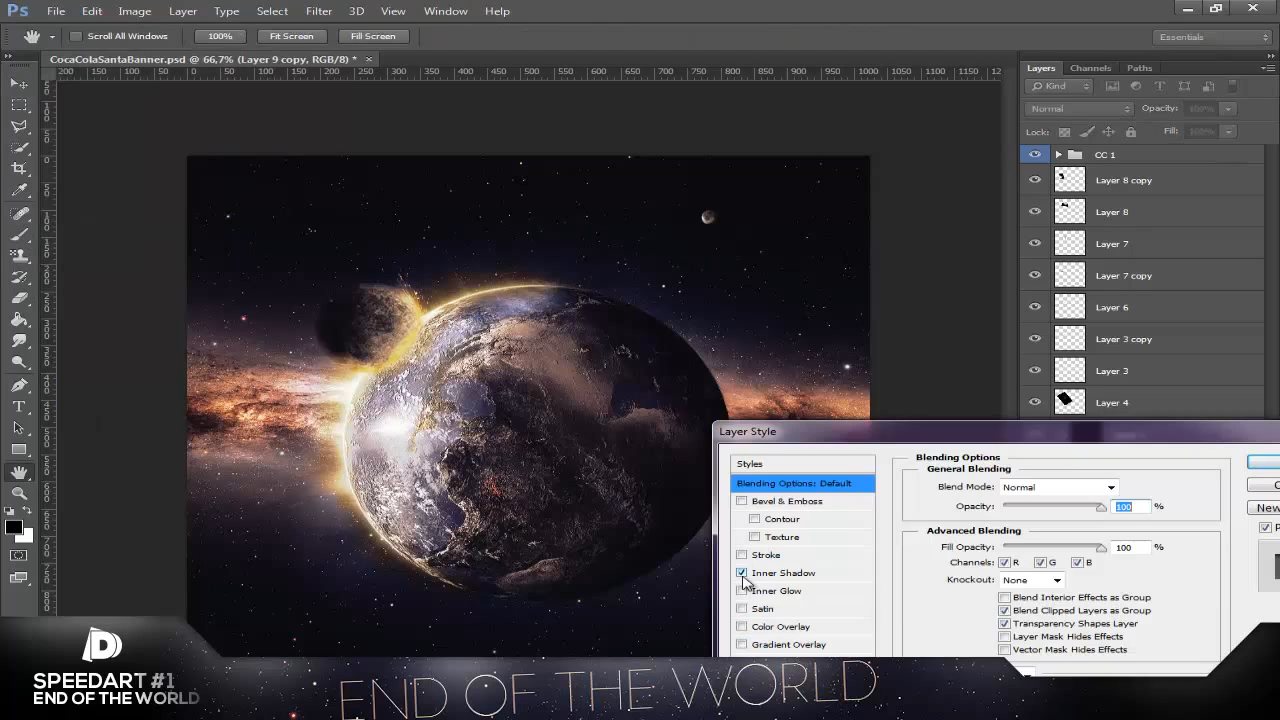 Ps File Edit Image Layer Type Select Filter 3D View Window Help
Scroll All Windows 100% Fit Screen Fill Screen Essentials
CocaColaSantaBanner.psd @ 66,7% (Layer 9 copy, RGB/8) * ×
200 150 100 50 0 50 100 150 200 250 300 350 400 450 500 550 600 650 700 750 800 850 900 950 1000 1050 1100 1150 12
Layers Channels Paths
Kind
Normal Opacity: 100%
Lock: Fill: 100%
CC 1
Layer 8 copy
Layer 8
Layer 7
Layer 7 copy
Layer 6
Layer 3 copy
Layer 3
Layer 4
Layer Style
Styles
Blending Options: Default
Bevel & Emboss
Contour
Texture
Stroke
Inner Shadow
Inner Glow
Satin
Color Overlay
Gradient Overlay
Blending Options
General Blending
Blend Mode: Normal
Opacity: 100 %
Advanced Blending
Fill Opacity: 100 %
Channels: R G B
Knockout: None
Blend Interior Effects as Group
Blend Clipped Layers as Group
Transparency Shapes Layer
Layer Mask Hides Effects
Vector Mask Hides Effects
New
SPEEDART #1
END OF THE WORLD
END OF THE WORLD